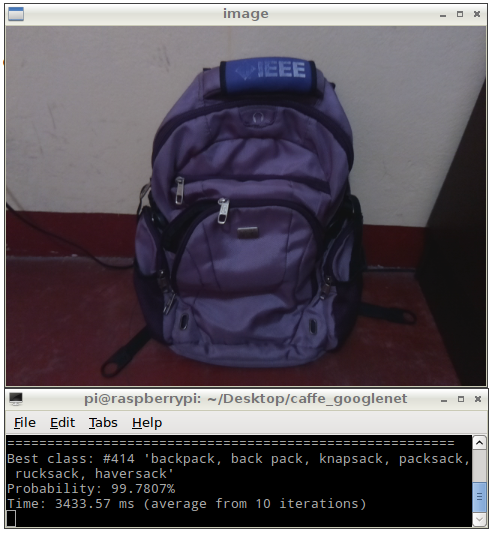 image
IEEE
pi@raspberrypi: ~/Desktop/caffe_googlenet
File Edit Tabs Help
=========================================================
Best class: #414 'backpack, back pack, knapsack, packsack,
rucksack, haversack'
Probability: 99.7807%
Time: 3433.57 ms (average from 10 iterations)